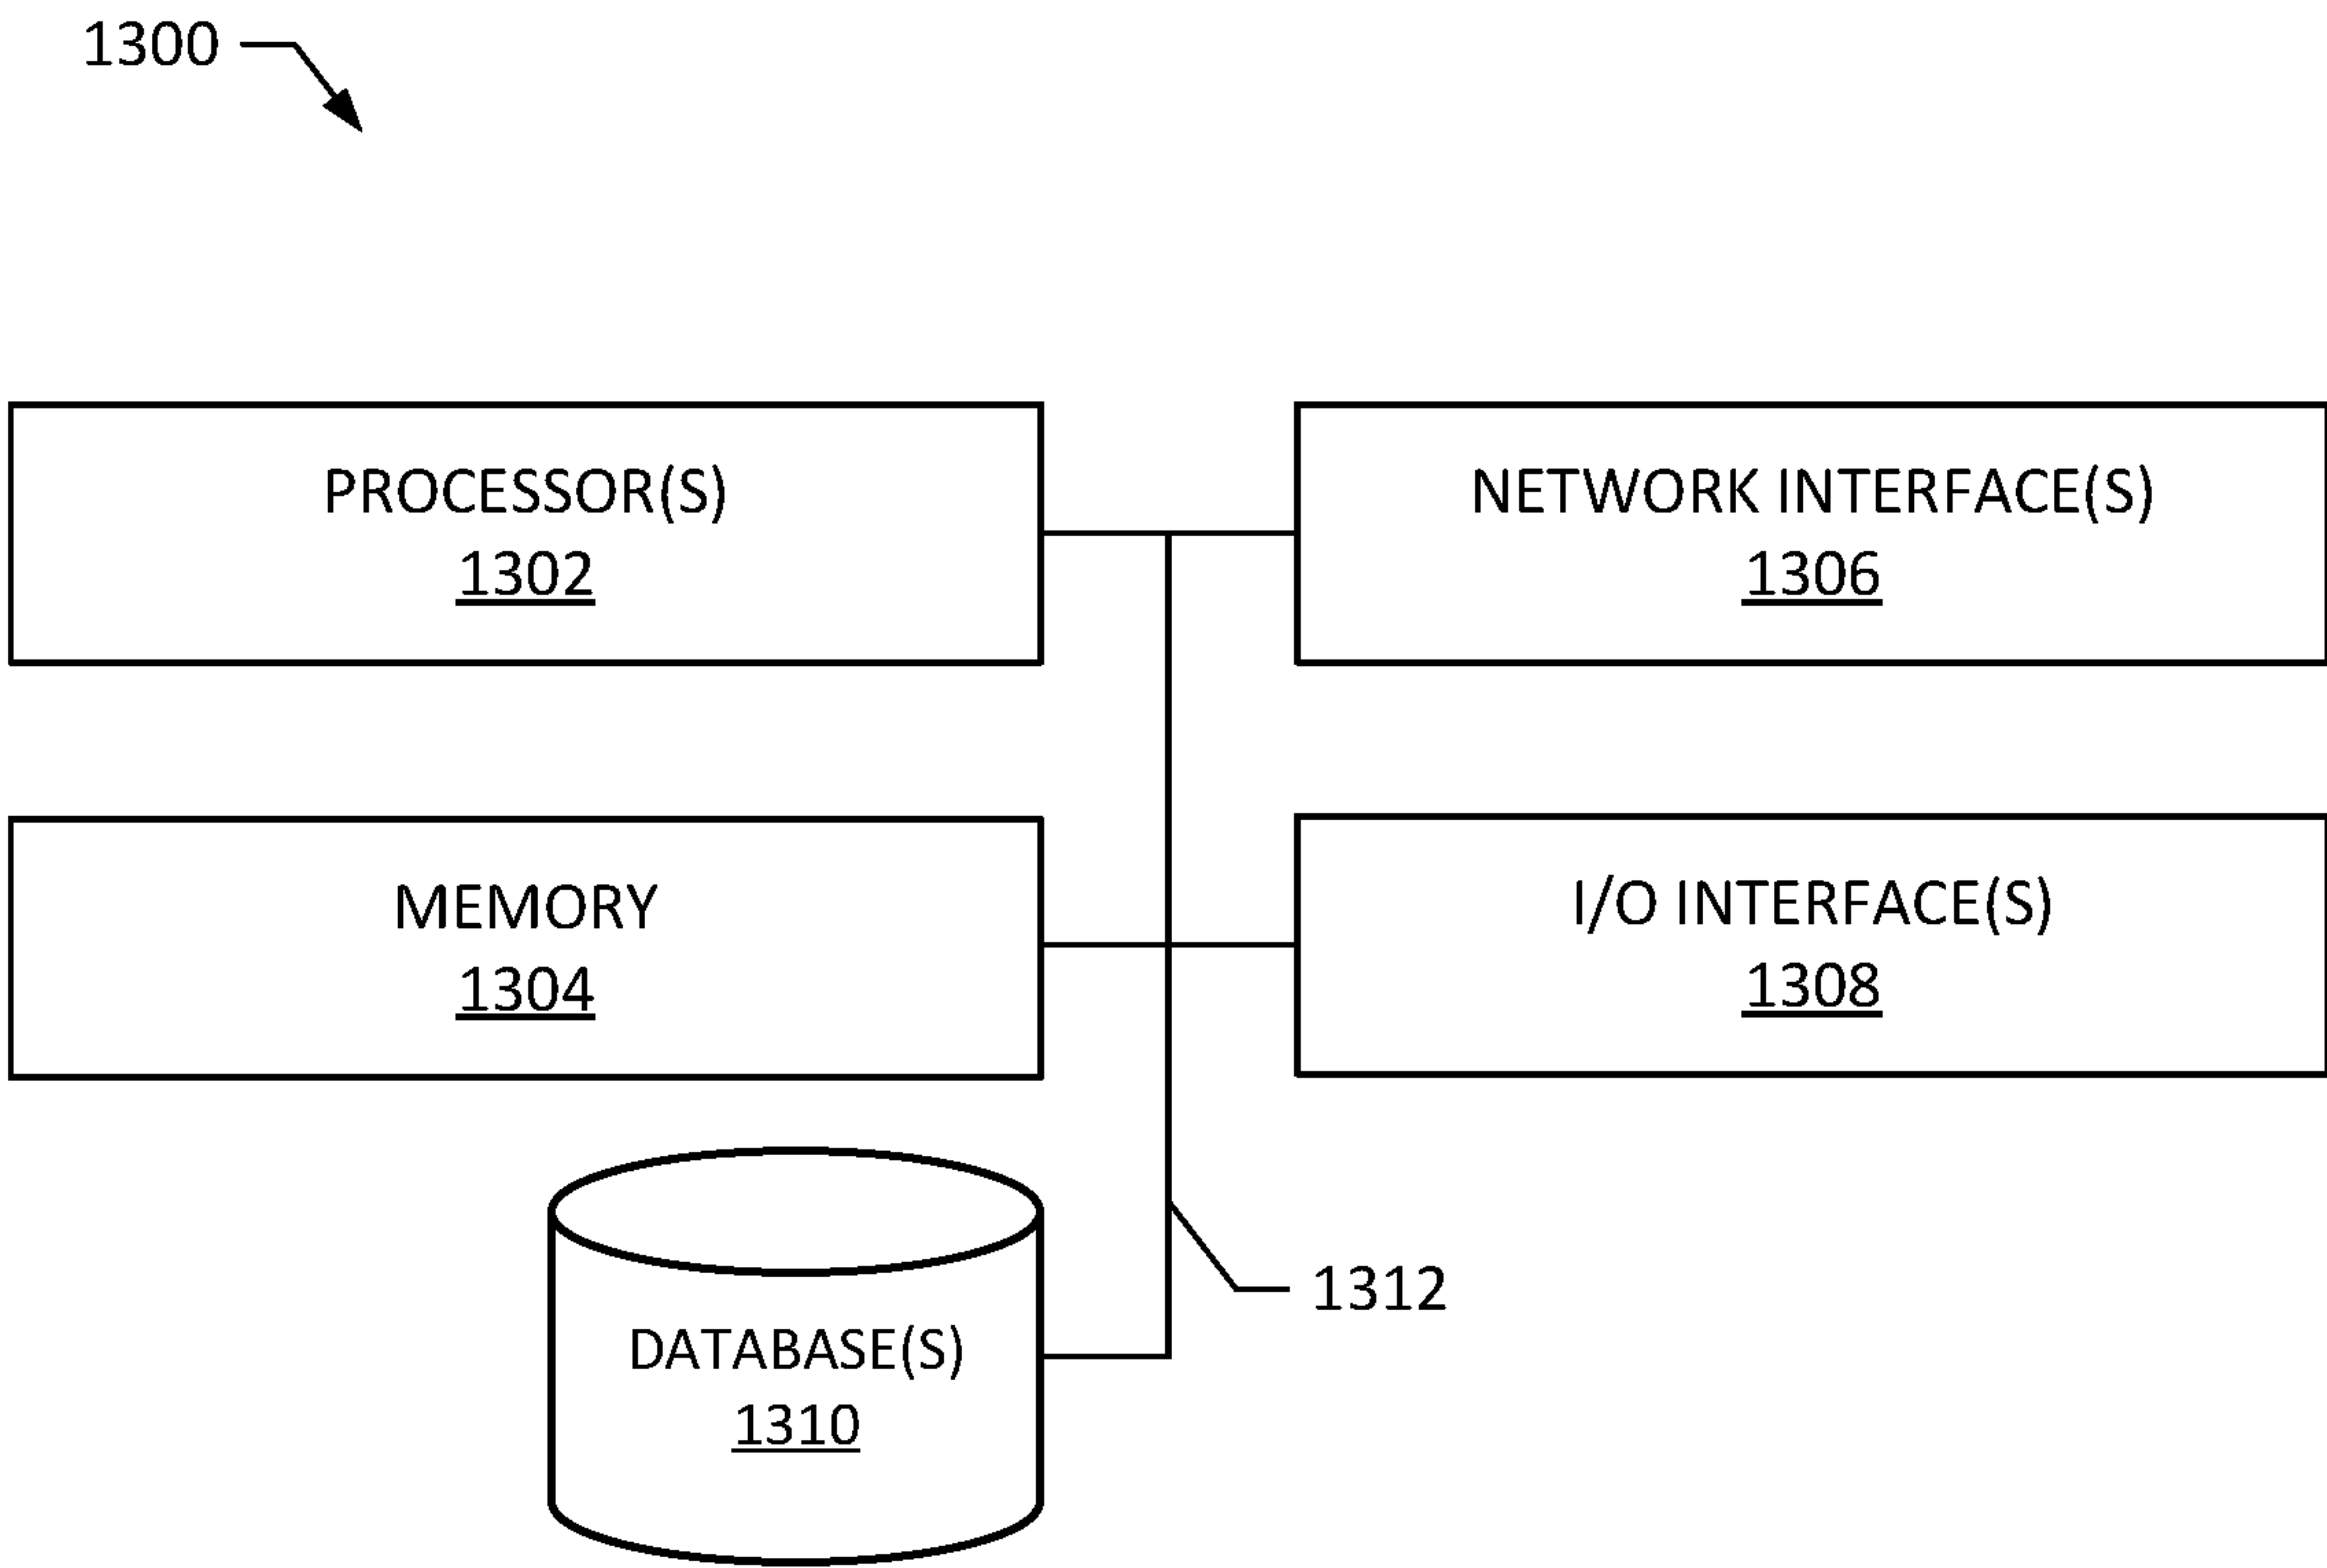 1300
PROCESSOR(S)
1302
NETWORK INTERFACE(S)
1306
MEMORY
1304
I/O INTERFACE(S)
1308
DATABASE(S)
1310
1312